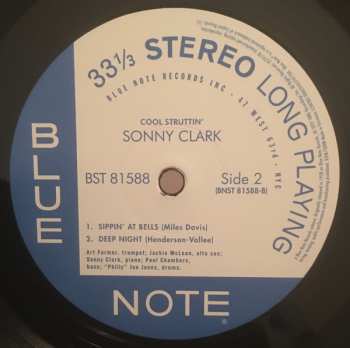 33⅓ STEREO LONG PLAYING
BLUE NOTE RECORDS INC · 47 WEST 63rd · NYC
COOL STRUTTIN'
SONNY CLARK
BST 81588
Side 2
(BNST 81588-B)
1. SIPPIN' AT BELLS (Miles Davis)
2. DEEP NIGHT (Henderson-Vallee)
Art Farmer, trumpet; Jackie McLean, alto sax;
Sonny Clark, piano; Paul Chambers,
bass; "Philly" Joe Jones, drums.
BLUE
NOTE®